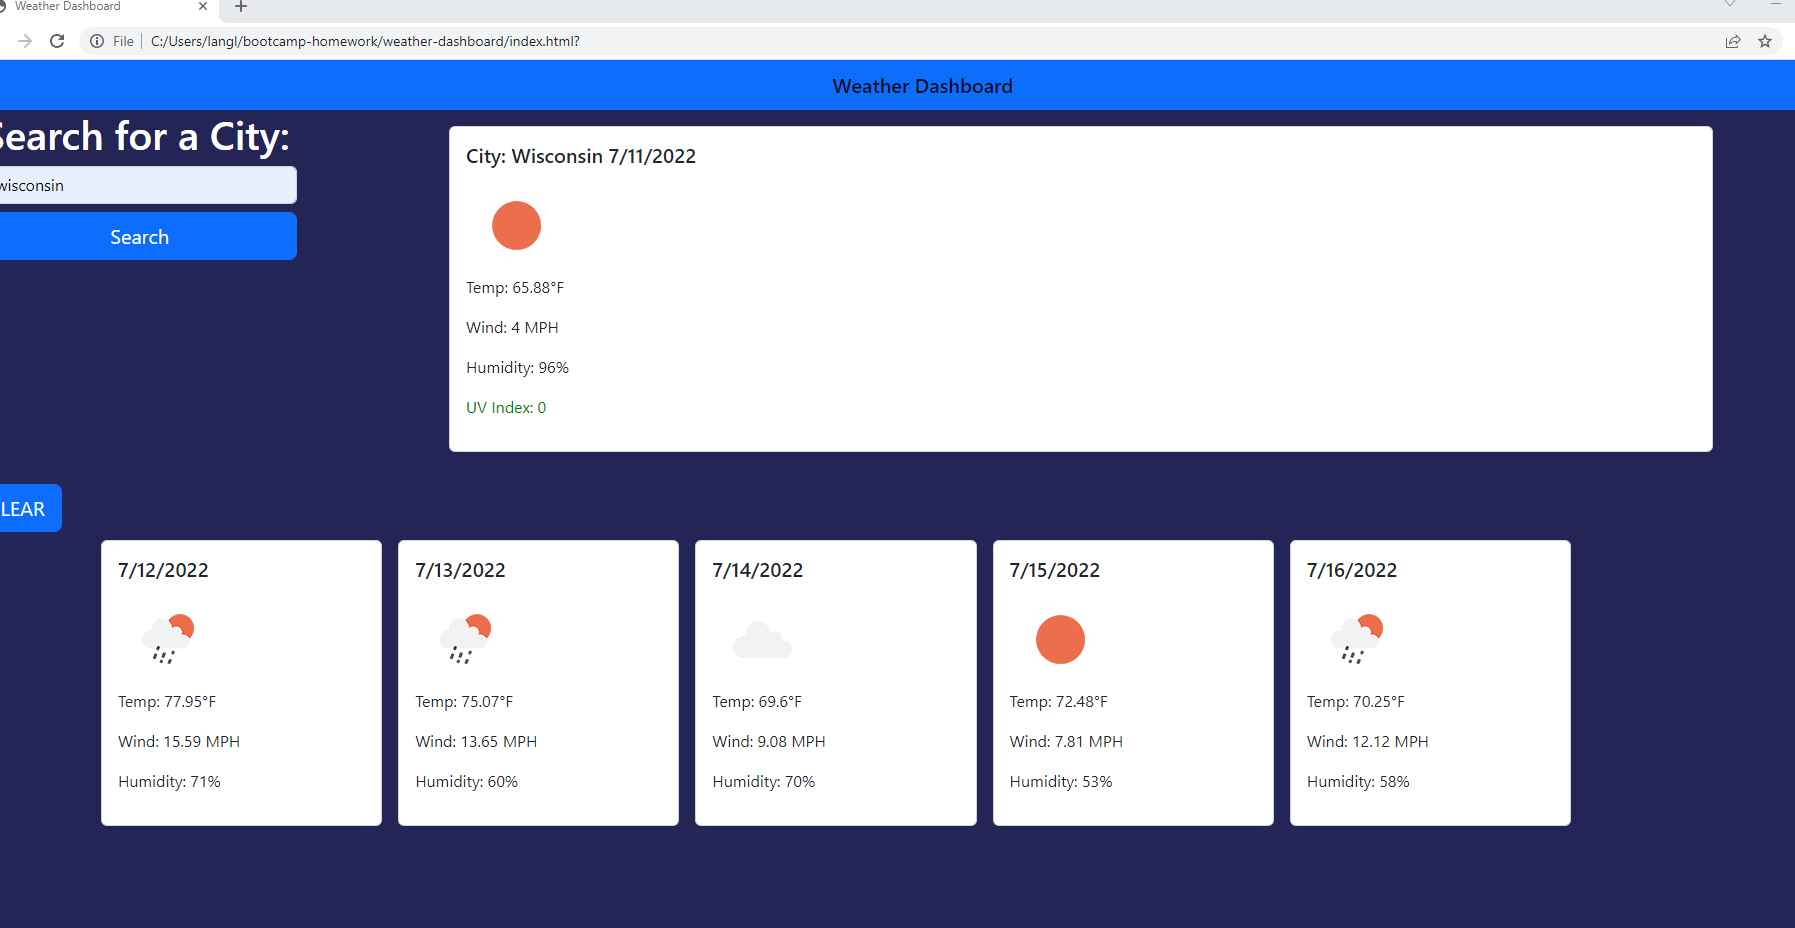 Weather Dashboard
File C:/Users/langl/bootcamp-homework/weather-dashboard/index.html?
Weather Dashboard
Search for a City:
wisconsin
Search
City: Wisconsin 7/11/2022
Temp: 65.88°F
Wind: 4 MPH
Humidity: 96%
UV Index: 0
LEAR
7/12/2022
Temp: 77.95°F
Wind: 15.59 MPH
Humidity: 71%
7/13/2022
Temp: 75.07°F
Wind: 13.65 MPH
Humidity: 60%
7/14/2022
Temp: 69.6°F
Wind: 9.08 MPH
Humidity: 70%
7/15/2022
Temp: 72.48°F
Wind: 7.81 MPH
Humidity: 53%
7/16/2022
Temp: 70.25°F
Wind: 12.12 MPH
Humidity: 58%